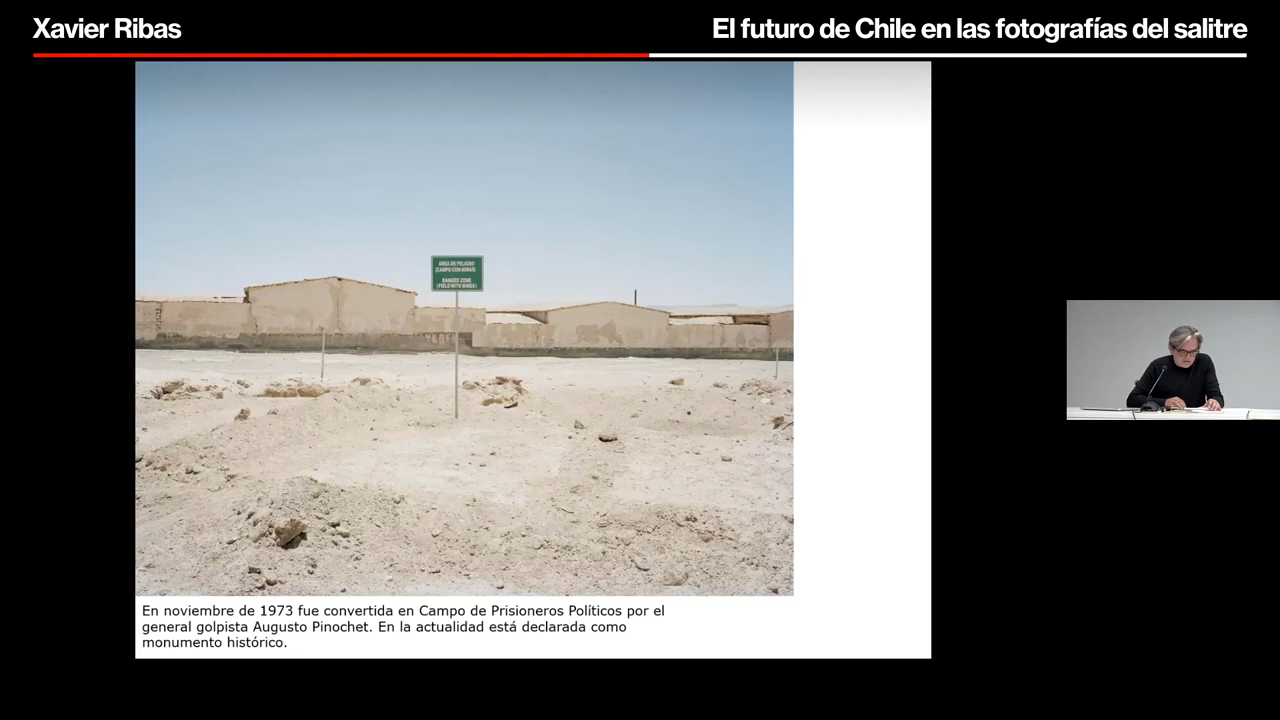 Xavier Ribas
El futuro de Chile en las fotografías del salitre
AREA DE PELIGRO
(CAMPO CON MINAS)
DANGER ZONE
(FIELD WITH MINES)
En noviembre de 1973 fue convertida en Campo de Prisioneros Políticos por el
general golpista Augusto Pinochet. En la actualidad está declarada como
monumento histórico.